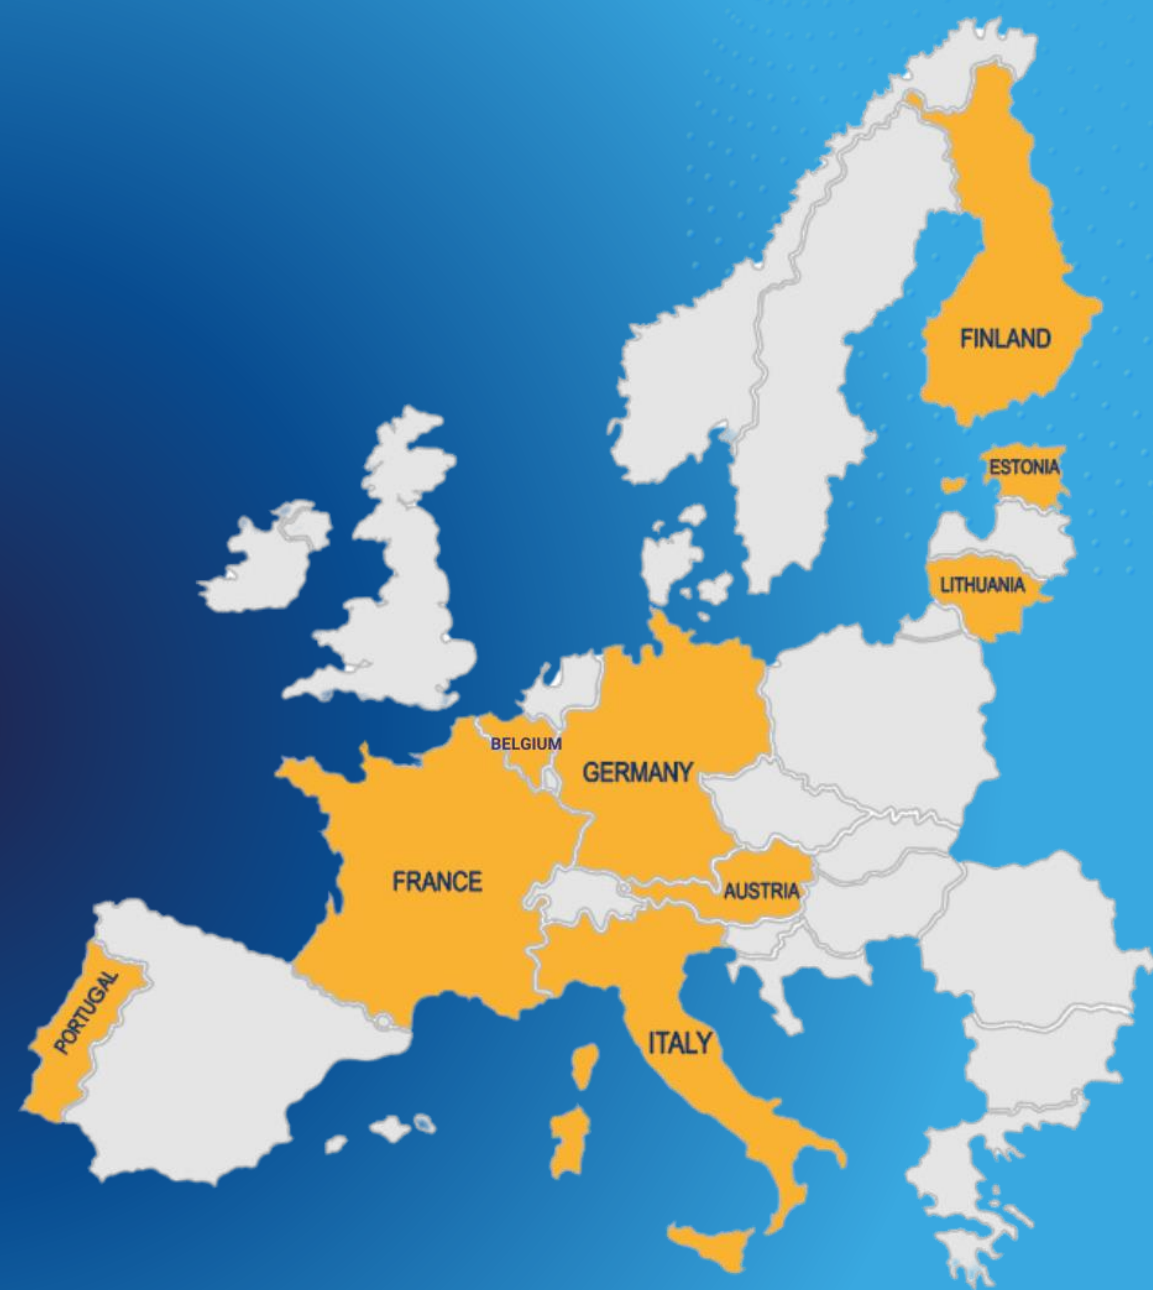 FINLAND
ESTONIA
LITHUANIA
BELGIUM
GERMANY
FRANCE
AUSTRIA
PORTUGAL
ITALY